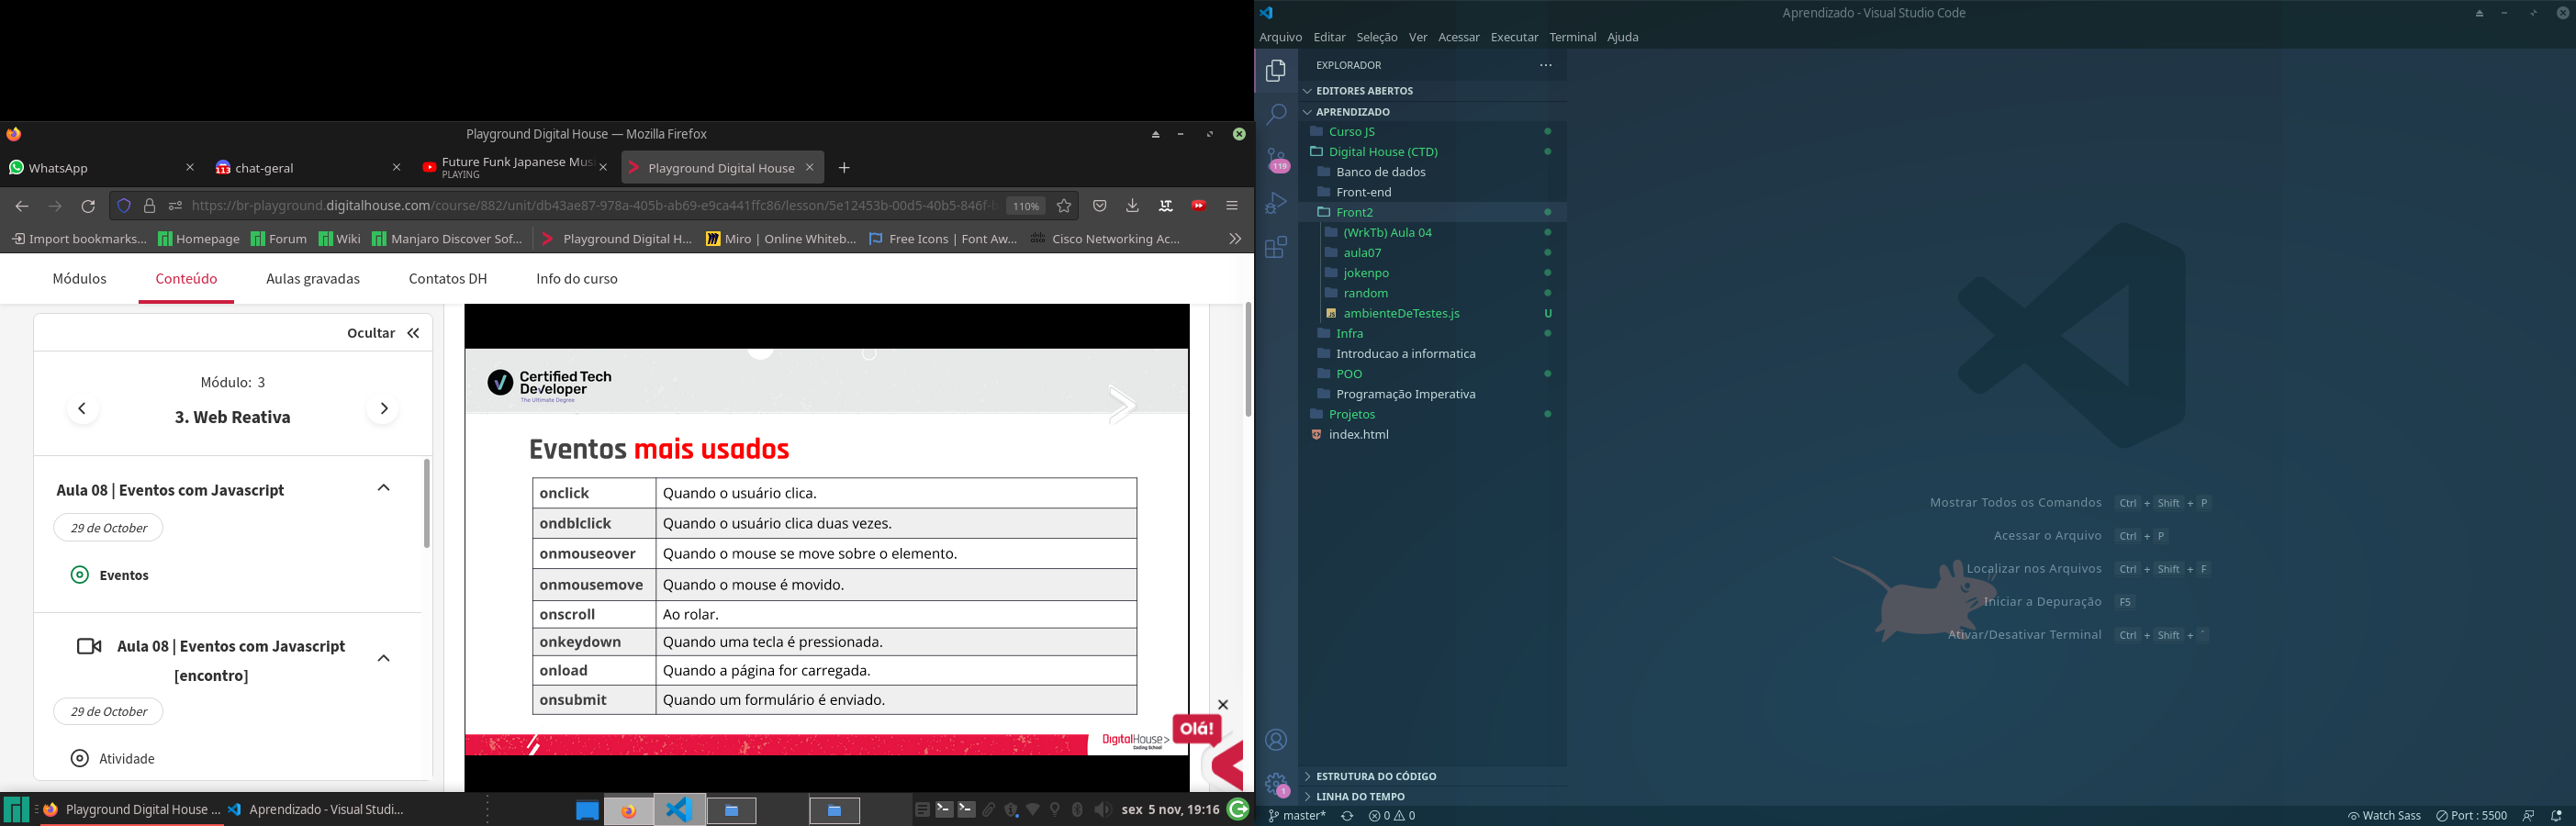 Playground Digital House — Mozilla Firefox
WhatsApp
113
chat-geral
Future Funk Japanese Mus
PLAYING
Playground Digital House
https://br-playground.digitalhouse.com/course/882/unit/db43ae87-978a-405b-ab69-e9ca441ffc86/lesson/5e12453b-00d5-40b5-846f-
110%
Import bookmarks...
Homepage
Forum
Wiki
Manjaro Discover Sof...
Playground Digital H...
Miro | Online Whiteb...
Free Icons | Font Aw...
Cisco Networking Ac...
Módulos
Conteúdo
Aulas gravadas
Contatos DH
Info do curso
Ocultar
Módulo: 3
3. Web Reativa
Aula 08 | Eventos com Javascript
29 de October
Eventos
Aula 08 | Eventos com Javascript
[encontro]
29 de October
Atividade
Certified Tech
Developer
The Ultimate Degree
Eventos mais usados
onclick Quando o usuário clica.
ondblclick Quando o usuário clica duas vezes.
onmouseover Quando o mouse se move sobre o elemento.
onmousemove Quando o mouse é movido.
onscroll Ao rolar.
onkeydown Quando uma tecla é pressionada.
onload Quando a página for carregada.
onsubmit Quando um formulário é enviado.
DigitalHouse>
Coding School
Olá!
Playground Digital House ...
Aprendizado - Visual Studi...
sex 5 nov, 19:16
Aprendizado - Visual Studio Code
Arquivo Editar Seleção Ver Acessar Executar Terminal Ajuda
EXPLORADOR
EDITORES ABERTOS
APRENDIZADO
Curso JS
Digital House (CTD)
Banco de dados
119
Front-end
Front2
(WrkTb) Aula 04
aula07
jokenpo
random
JS ambienteDeTestes.js U
Infra
Introducao a informatica
POO
Programação Imperativa
Projetos
index.html
ESTRUTURA DO CÓDIGO
1
LINHA DO TEMPO
Mostrar Todos os Comandos Ctrl + Shift + P
Acessar o Arquivo Ctrl + P
Localizar nos Arquivos Ctrl + Shift + F
Iniciar a Depuração F5
Ativar/Desativar Terminal Ctrl + Shift + `
master* 0 0
Watch Sass
Port : 5500